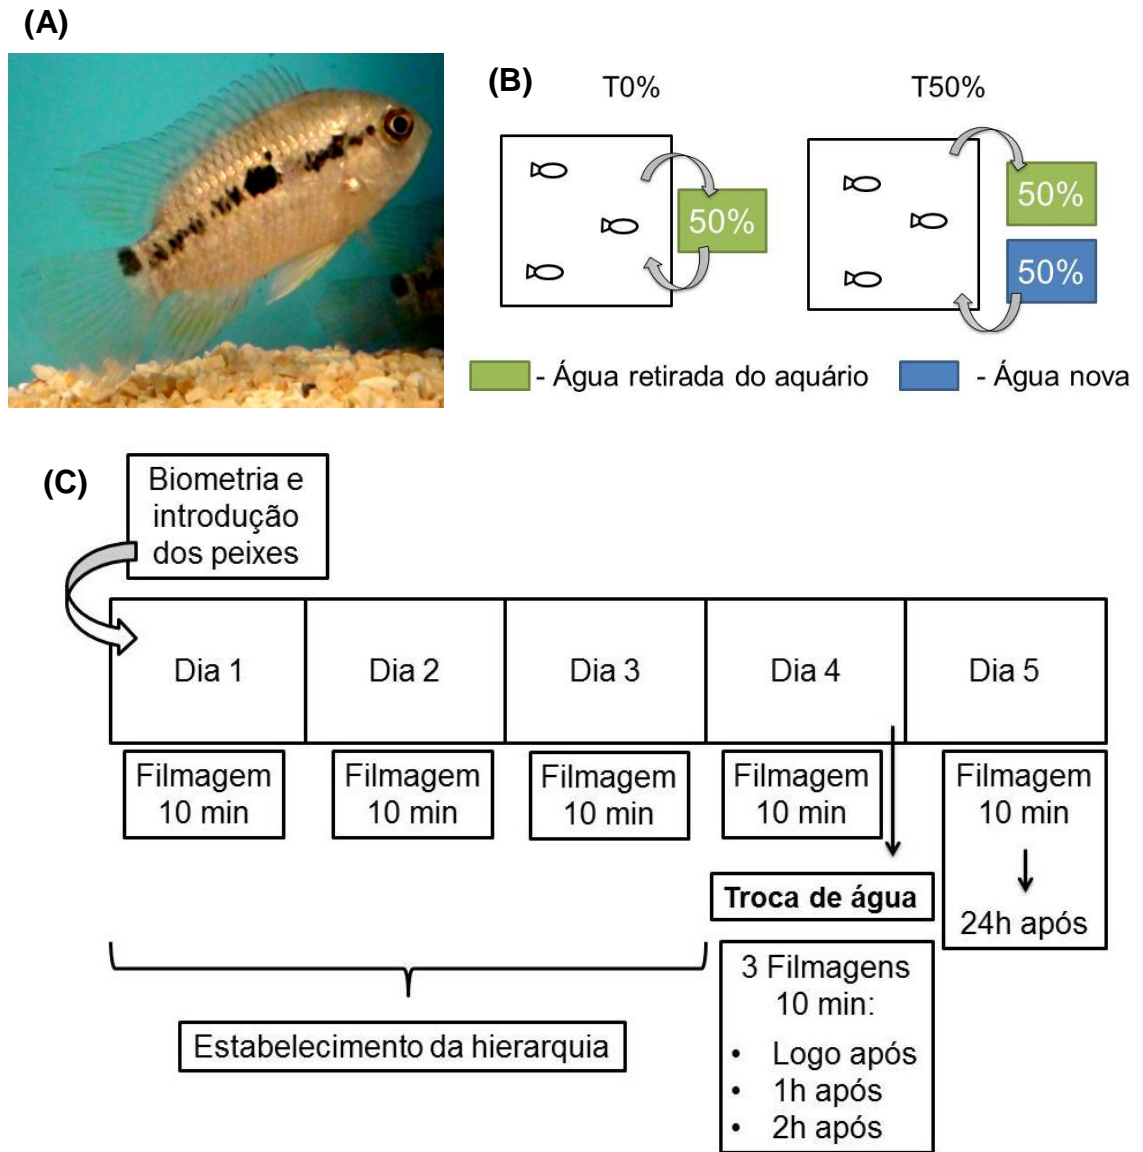 (A)
(B)
T0%
T50%
50%
50%
50%
- Água retirada do aquário
- Água nova
(C)
Biometria e
introdução
dos peixes
Dia 1
Dia 2
Dia 3
Dia 4
Dia 5
Filmagem
10 min
Filmagem
10 min
Filmagem
10 min
Filmagem
10 min
Filmagem
10 min
24h após
Troca de água
3 Filmagens
10 min:
• Logo após
• 1h após
• 2h após
Estabelecimento da hierarquia